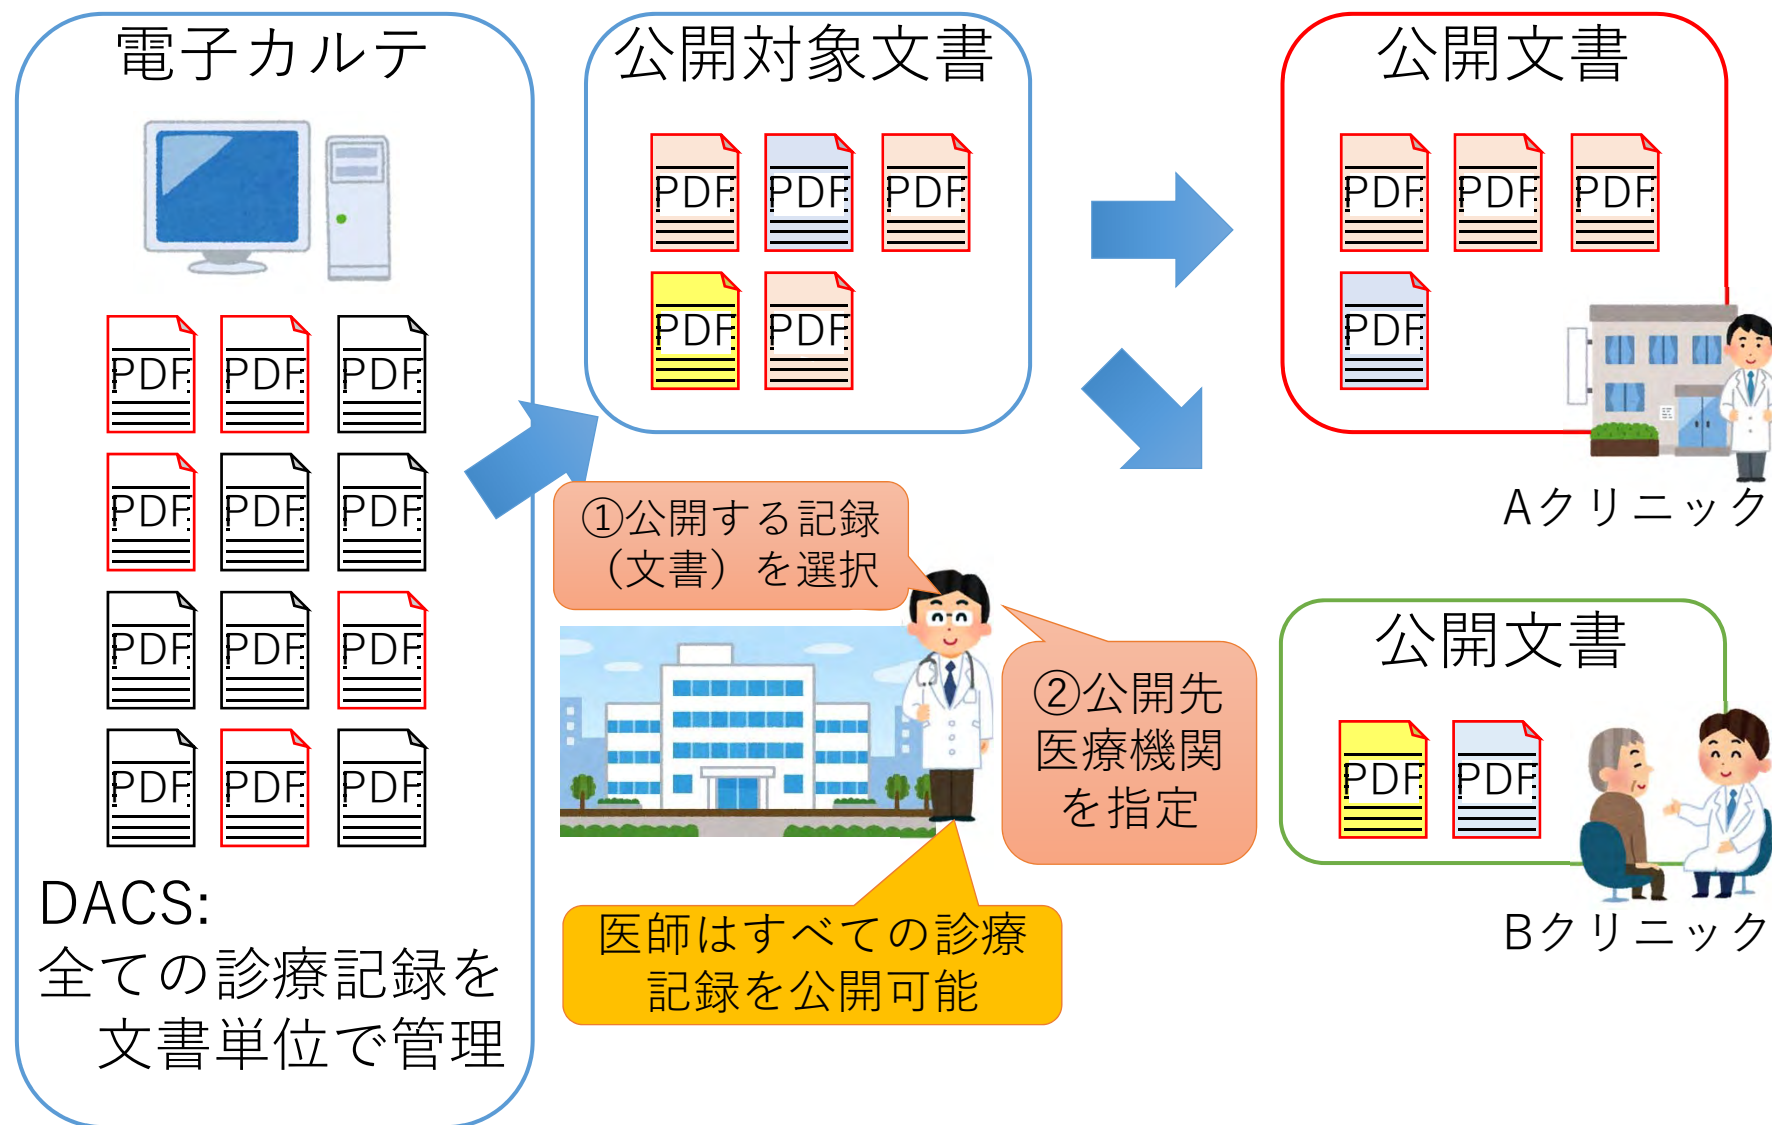 電子カルテ
PDF PDF PDF
PDF PDF PDF
PDF PDF PDF
PDF PDF PDF
DACS:
全ての診療記録を
文書単位で管理
公開対象文書
PDF PDF PDF
PDF PDF
①公開する記録
（文書）を選択
②公開先
医療機関
を指定
医師はすべての診療
記録を公開可能
公開文書
PDF PDF PDF
PDF
Aクリニック
公開文書
PDF PDF
Bクリニック